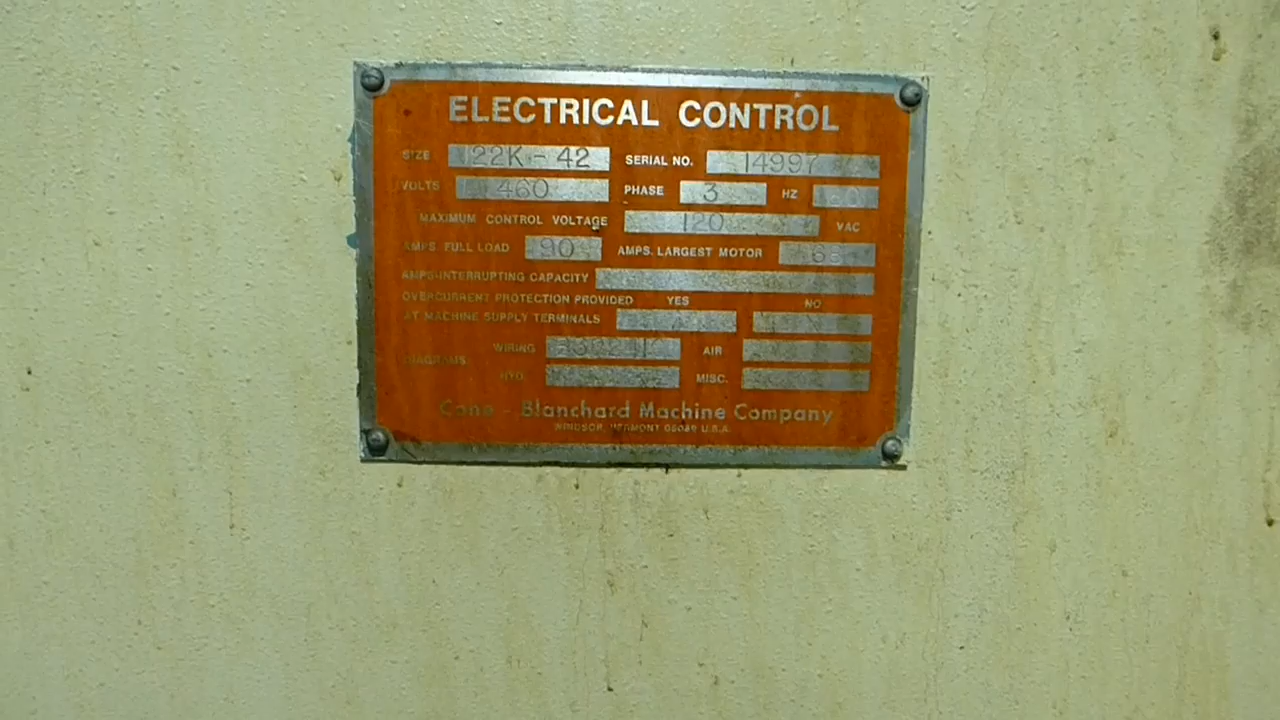 ELECTRICAL CONTROL
SIZE 22K-42 SERIAL NO. 14997
VOLTS 460 PHASE 3 HZ
MAXIMUM CONTROL VOLTAGE 120 VAC
AMPS. FULL LOAD 90 AMPS. LARGEST MOTOR
AMPS-INTERRUPTING CAPACITY
OVERCURRENT PROTECTION PROVIDED YES NO
AT MACHINE SUPPLY TERMINALS
WIRING AIR
DIAGRAMS
HYD. MISC.
Cone - Blanchard Machine Company
WINDSOR, VERMONT 05089 U.S.A.